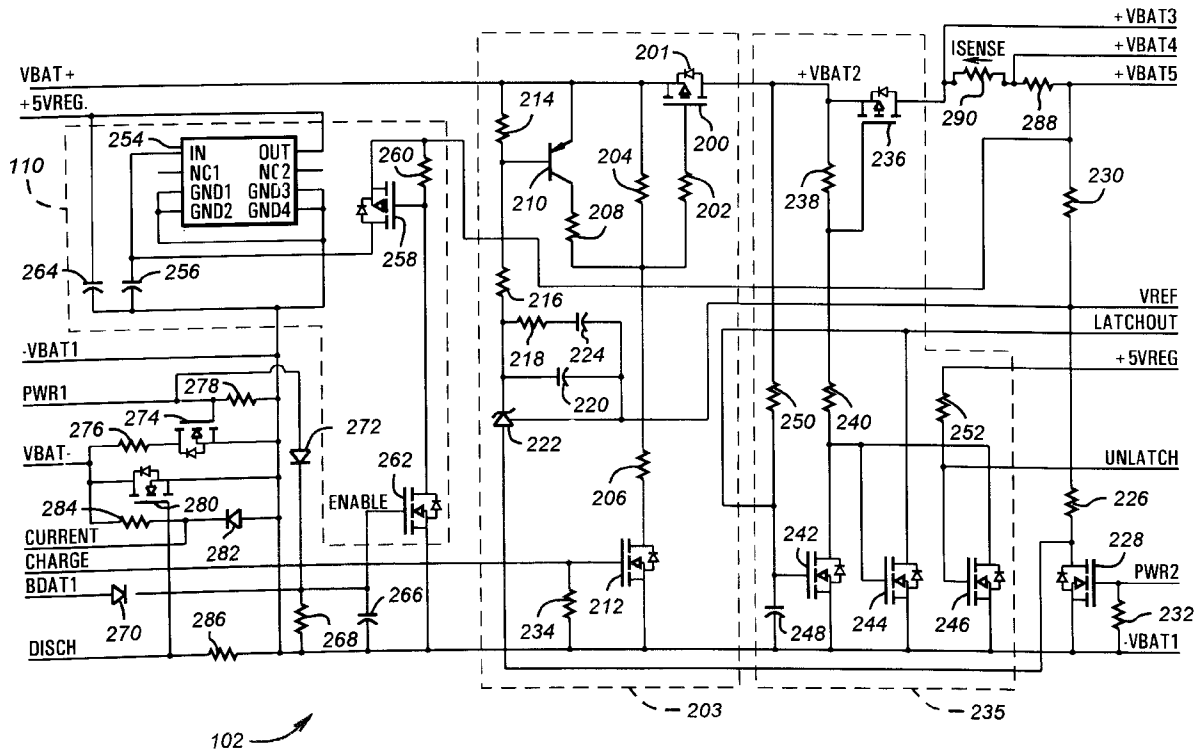 +VBAT3
201
ISENSE
+VBAT4
VBAT+
+VBAT2
+VBAT5
+5VREG.
214
200
290
288
254
IN
OUT
236
110
NC1
NC2
260
204
GND1
GND3
238
230
GND2
GND4
210
208
202
258
264
256
216
VREF
218
224
LATCHOUT
-VBAT1
220
+5VREG
PWR1
278
250
240
252
274
272
222
276
VBAT-
262
206
UNLATCH
280
ENABLE
226
284
CURRENT
282
242
228
CHARGE
PWR2
BDAT1
266
212
270
234
244
246
232
286
268
248
DISCH
-VBAT1
203
235
102